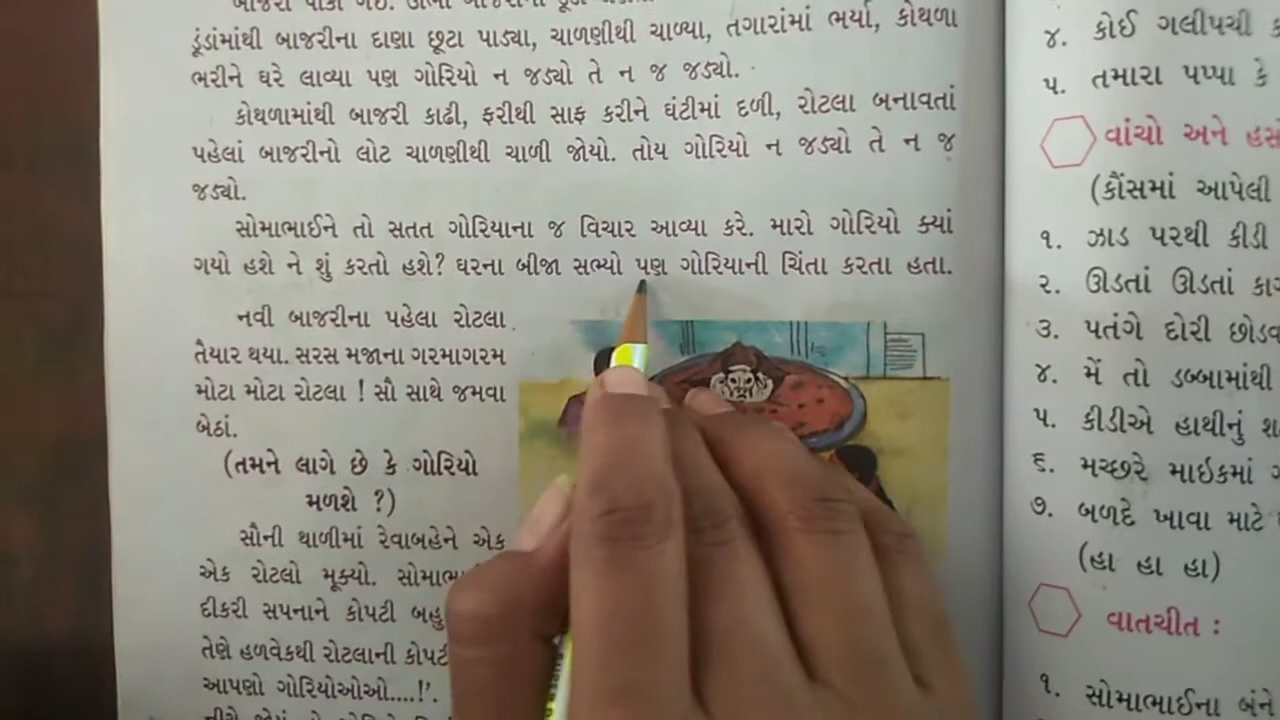 ડૂંડાંમાંથી બાજરીના દાણા છૂટા પાડ્યા, ચાળણીથી ચાળ્યા, તગારાંમાં ભર્યા, કોથળા
ભરીને ઘરે લાવ્યા પણ ગોરિયો ન જડ્યો તે ન જ જડ્યો.
કોથળામાંથી બાજરી કાઢી, ફરીથી સાફ કરીને ઘંટીમાં દળી, રોટલા બનાવતાં
પહેલાં બાજરીનો લોટ ચાળણીથી ચાળી જોયો. તોય ગોરિયો ન જડ્યો તે ન જ
જડ્યો.
સોમાભાઈને તો સતત ગોરિયાના જ વિચાર આવ્યા કરે. મારો ગોરિયો ક્યાં
ગયો હશે ને શું કરતો હશે? ઘરના બીજા સભ્યો પણ ગોરિયાની ચિંતા કરતા હતા.
નવી બાજરીના પહેલા રોટલા
તૈયાર થયા. સરસ મજાના ગરમાગરમ
મોટા મોટા રોટલા ! સૌ સાથે જમવા
બેઠાં.
(તમને લાગે છે કે ગોરિયો
મળશે ?)
સૌની થાળીમાં રેવાબહેને એક
એક રોટલો મૂક્યો.
દીકરી સપનાને કોપટી
તેણે હળવેકથી રોટલાની
આપણો ગોરિયોઓઓ....!'.
૪. કોઈ ગલીપચી
૫. તમારા પપ્પા કે
વાંચો અને
(કૌંસમાં આપેલી
૧. ઝાડ પરથી કીડી
૨. ઊડતાં ઊડતાં
૩. પતંગે દોરી
૪. મેં તો ડબ્બામાંથી
૫. કીડીએ હાથીનું
૬. મચ્છરે માઇકમાં
૭. બળદે ખાવા માટે
(હા હા હા)
વાતચીત :
૧. સોમાભાઈના બંને